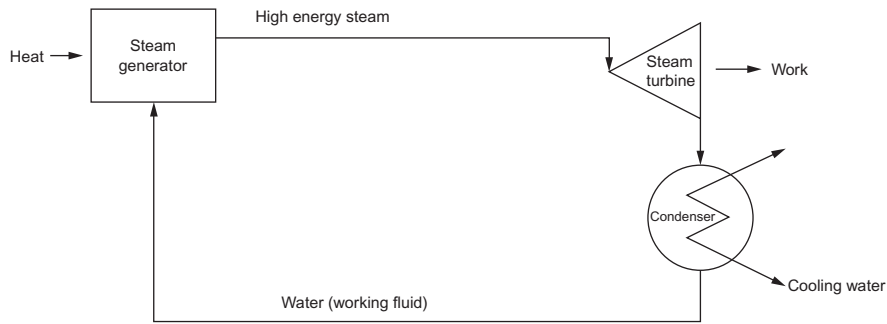 High energy steam
Heat
Steam
generator
Steam
turbine
Work
Condenser
Cooling water
Water (working fluid)